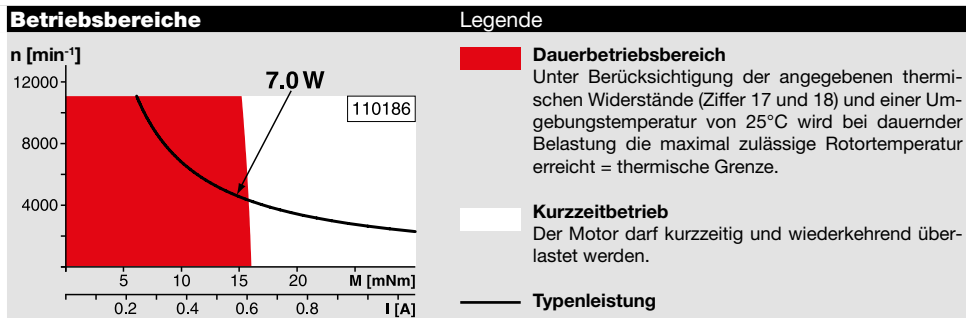 Betriebsbereiche
Legende
n [min-1]
12000
8000
4000
7.0 W
110186
5 10 15 20 M [mNm]
0.2 0.4 0.6 0.8 I [A]
Dauerbetriebsbereich
Unter Berücksichtigung der angegebenen thermi-
schen Widerstände (Ziffer 17 und 18) und einer Um-
gebungstemperatur von 25°C wird bei dauernder
Belastung die maximal zulässige Rotortemperatur
erreicht = thermische Grenze.
Kurzzeitbetrieb
Der Motor darf kurzzeitig und wiederkehrend über-
lastet werden.
Typenleistung